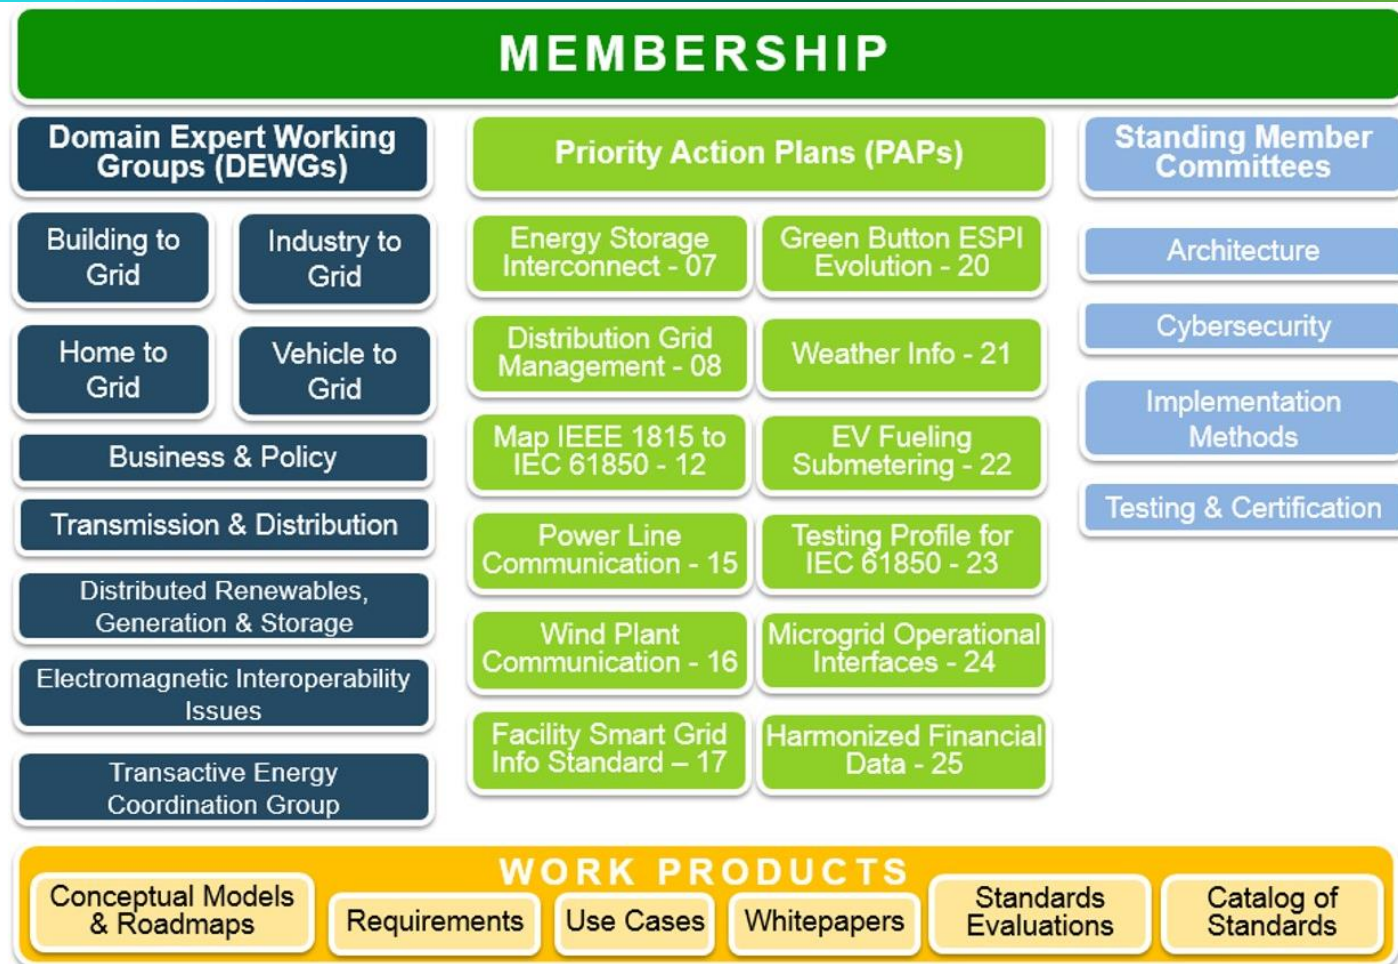 MEMBERSHIP
Domain Expert Working
Groups (DEWGs)
Building to
Grid
Industry to
Grid
Home to
Grid
Vehicle to
Grid
Business & Policy
Transmission & Distribution
Distributed Renewables,
Generation & Storage
Electromagnetic Interoperability
Issues
Transactive Energy
Coordination Group
Priority Action Plans (PAPs)
Energy Storage
Interconnect - 07
Green Button ESPI
Evolution - 20
Distribution Grid
Management - 08
Weather Info - 21
Map IEEE 1815 to
IEC 61850 - 12
EV Fueling
Submetering - 22
Power Line
Communication - 15
Testing Profile for
IEC 61850 - 23
Wind Plant
Communication - 16
Microgrid Operational
Interfaces - 24
Facility Smart Grid
Info Standard – 17
Harmonized Financial
Data - 25
Standing Member
Committees
Architecture
Cybersecurity
Implementation
Methods
Testing & Certification
WORK PRODUCTS
Conceptual Models
& Roadmaps
Requirements
Use Cases
Whitepapers
Standards
Evaluations
Catalog of
Standards